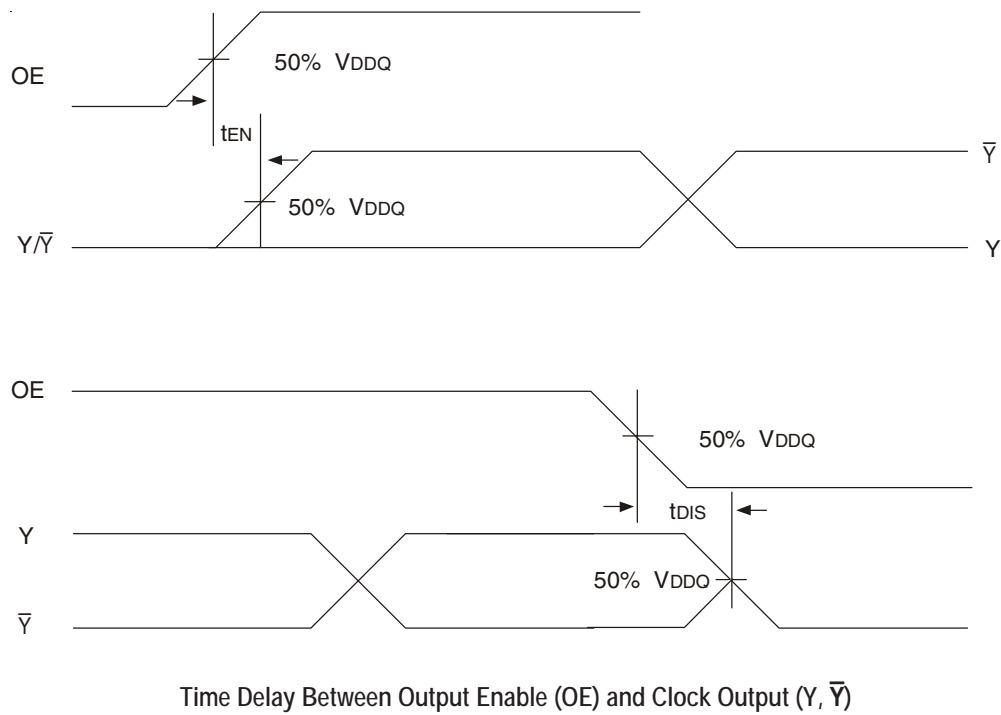 OE
50% VDDQ
tEN
Y̅
50% VDDQ
Y/Y̅
Y
OE
50% VDDQ
tDIS
Y
50% VDDQ
Y̅
Time Delay Between Output Enable (OE) and Clock Output (Y, Y̅)